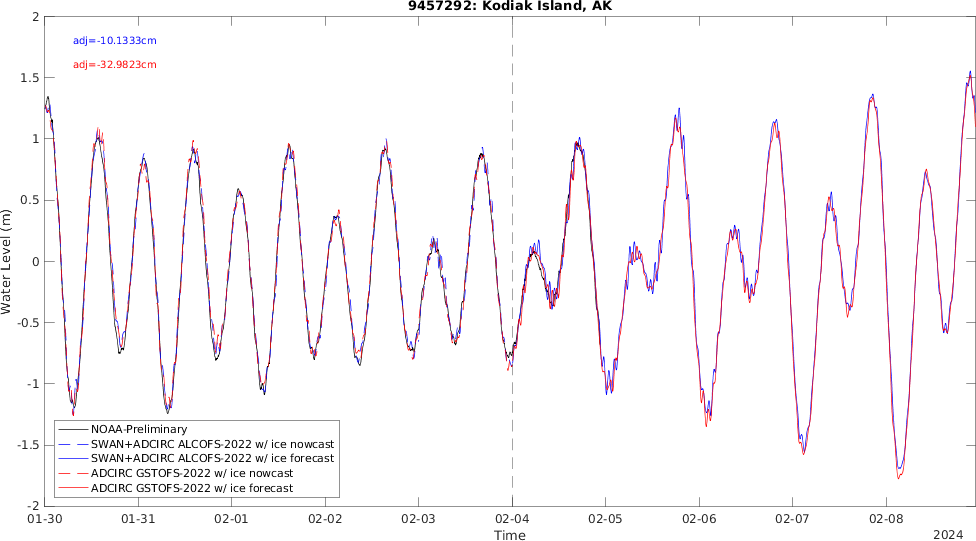 9457292: Kodiak Island, AK
adj=-10.1333cm
adj=-32.9823cm
Water Level (m)
2
1.5
1
0.5
0
-0.5
-1
-1.5
-2
NOAA-Preliminary
SWAN+ADCIRC ALCOFS-2022 w/ ice nowcast
SWAN+ADCIRC ALCOFS-2022 w/ ice forecast
ADCIRC GSTOFS-2022 w/ ice nowcast
ADCIRC GSTOFS-2022 w/ ice forecast
01-30 01-31 02-01 02-02 02-03 02-04 02-05 02-06 02-07 02-08
Time
2024